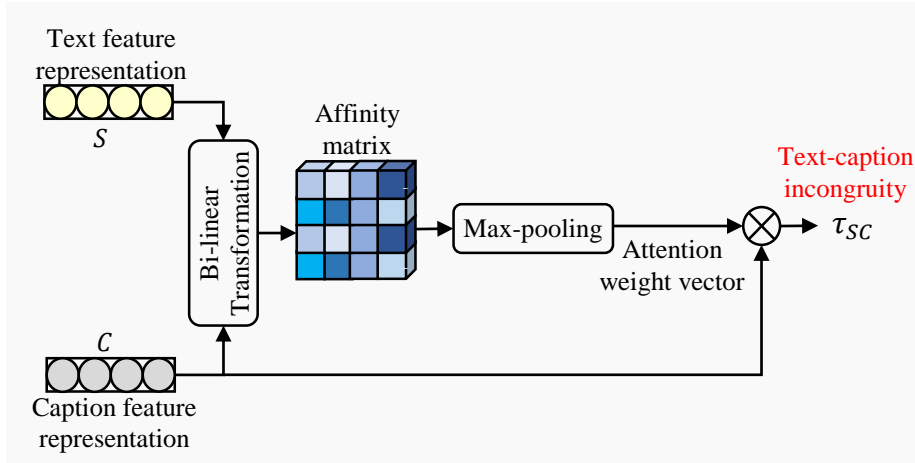 Text feature
representation
S
Bi-linear
Transformation
Affinity
matrix
Max-pooling
Attention
weight vector
Text-caption
incongruity
τ_SC
C
Caption feature
representation